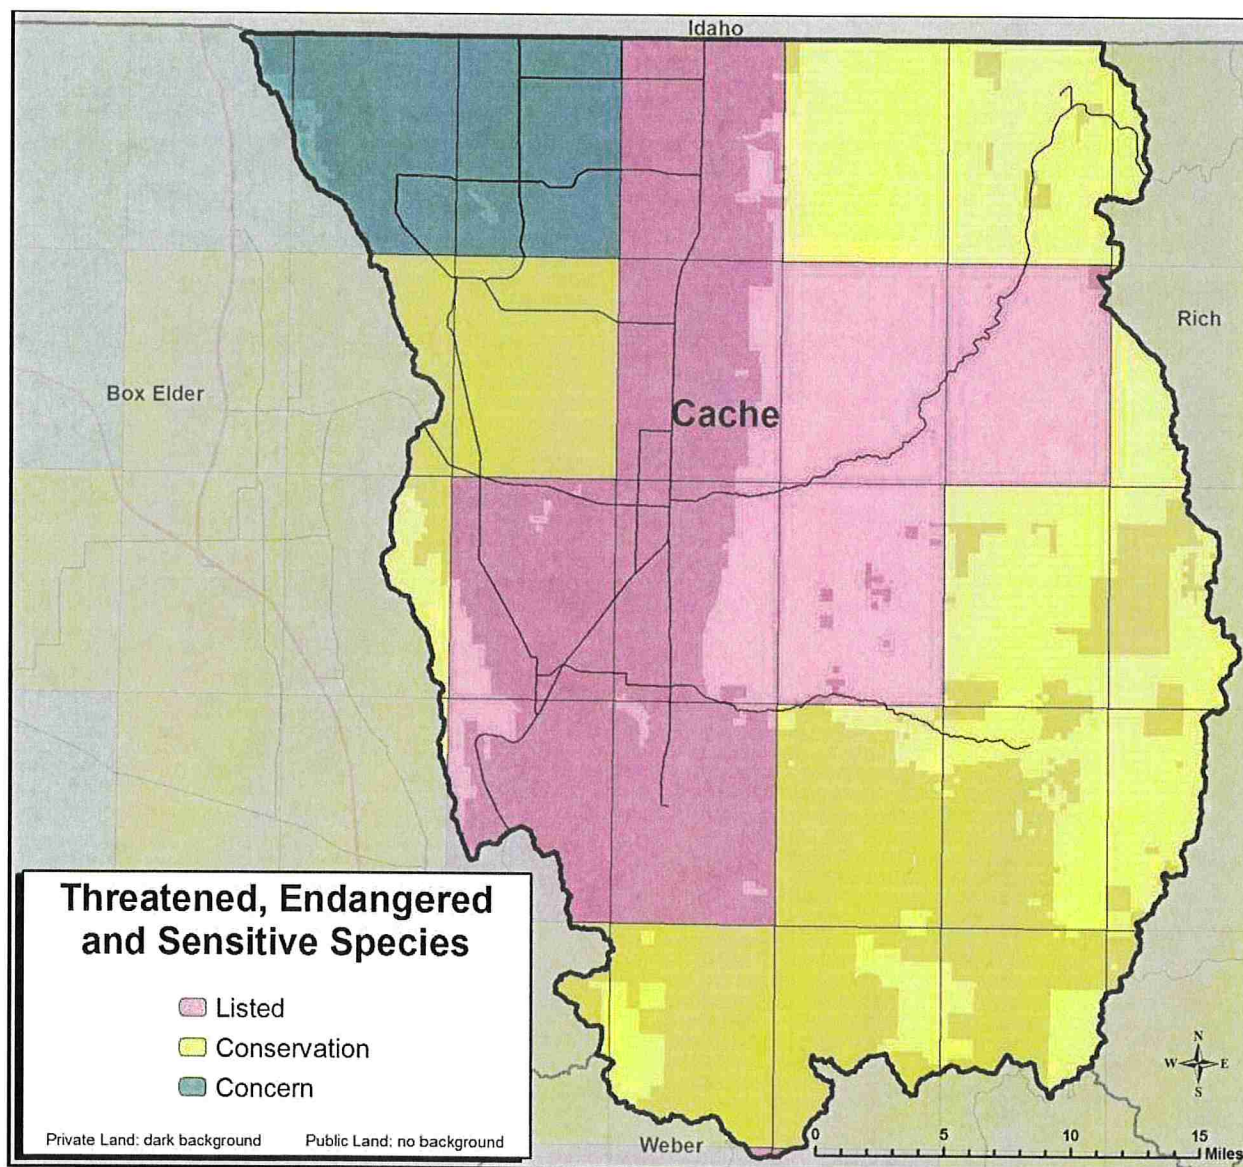 Idaho
Rich
Box Elder
Cache
Threatened, Endangered
and Sensitive Species
Listed
Conservation
Concern
Private Land: dark background Public Land: no background
Weber
N
W E
S
0 5 10 15
Miles